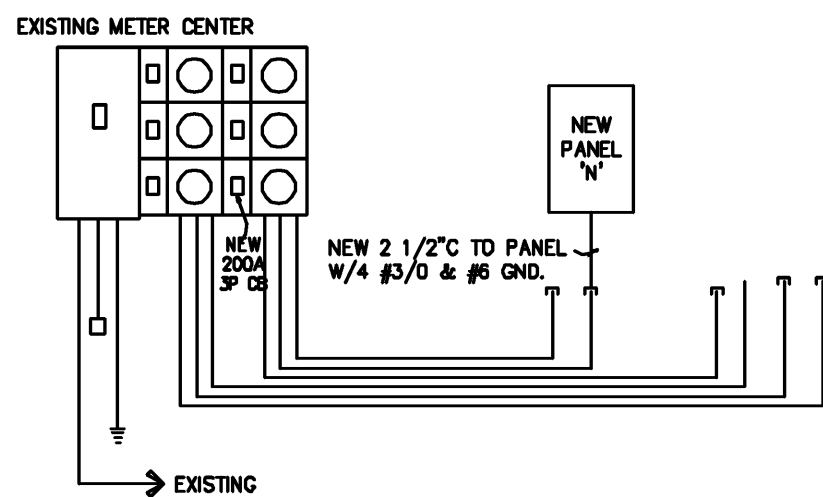 EXISTING METER CENTER
NEW
PANEL
'N'
NEW
200A
3P CB
NEW 2 1/2"C TO PANEL
W/4 #3/0 & #6 GND.
EXISTING